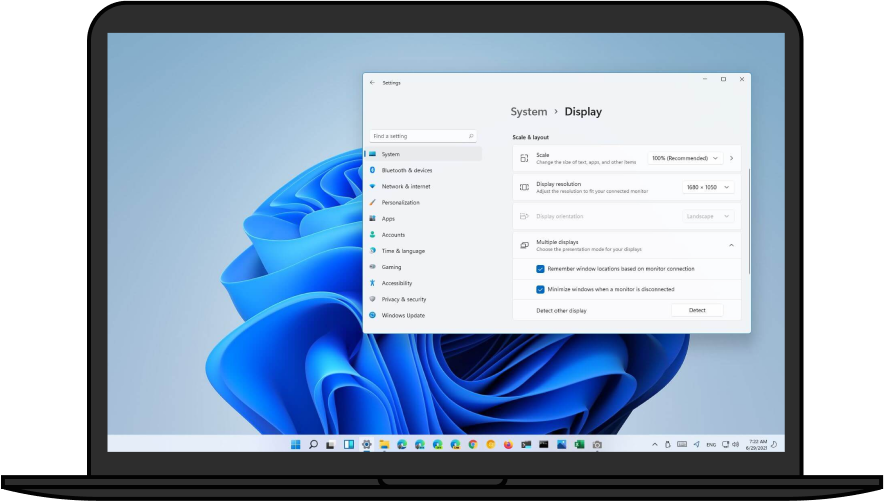 Settings
System › Display
Find a setting
Scale & layout
System
Bluetooth & devices
Network & internet
Personalization
Apps
Accounts
Time & language
Gaming
Accessibility
Privacy & security
Windows Update
Scale
Change the size of text, apps, and other items
100% (Recommended)
Display resolution
Adjust the resolution to fit your connected monitor
1680 × 1050
Display orientation
Landscape
Multiple displays
Choose the presentation mode for your displays
Remember window locations based on monitor connection
Minimize windows when a monitor is disconnected
Detect other display
Detect
ENG
7:22 AM
6/29/2021